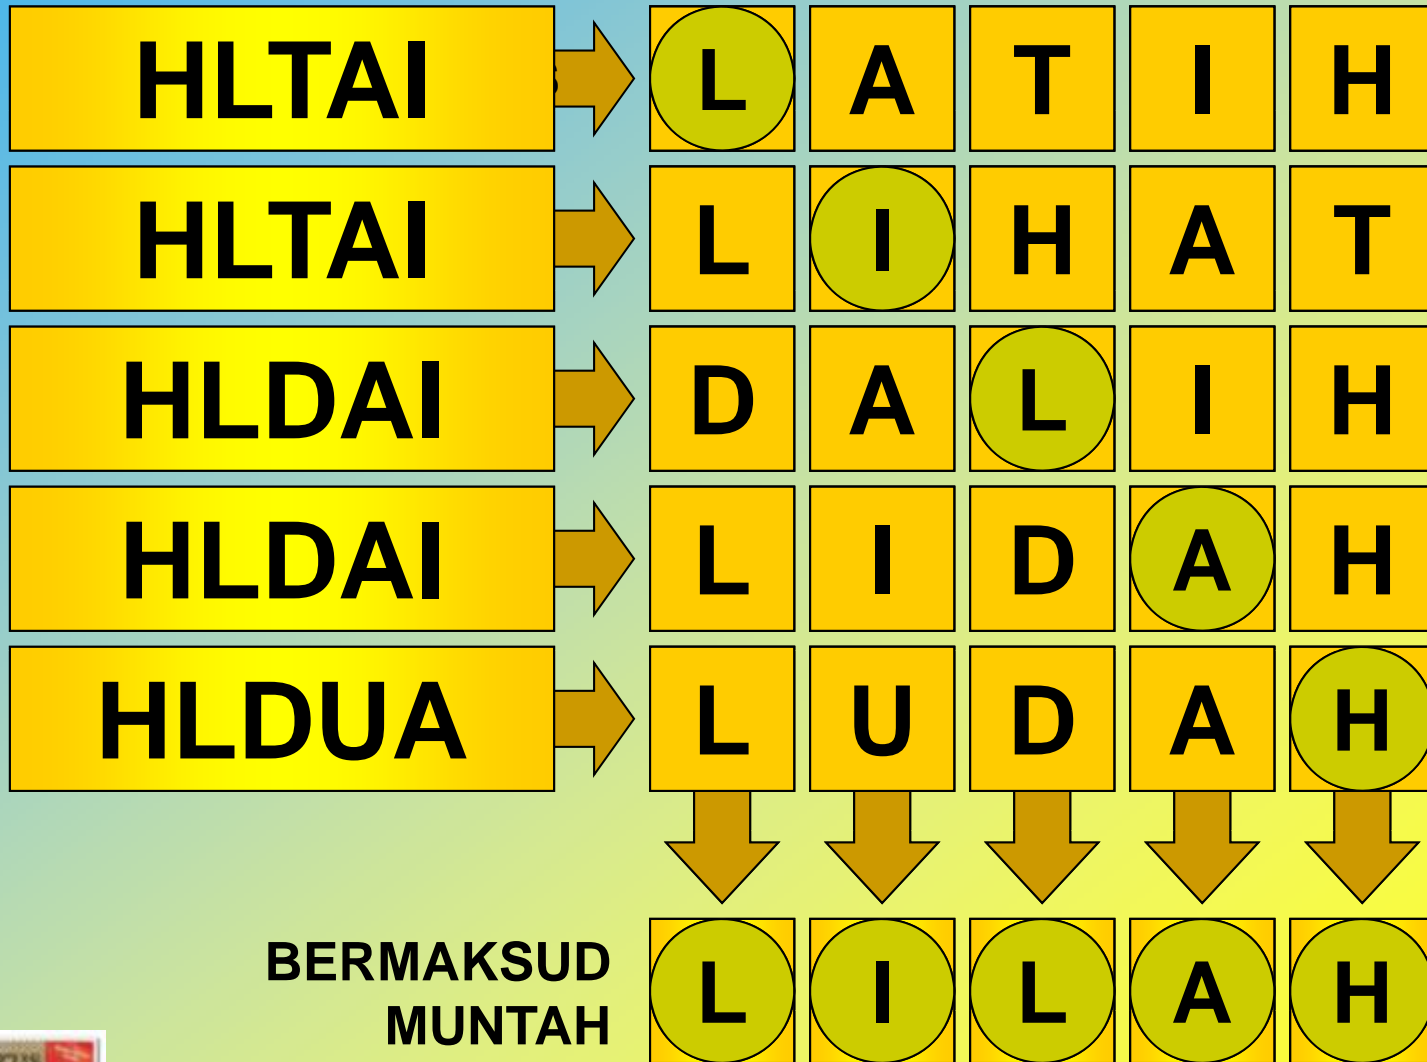 HLTAI L A T I H
HLTAI L I H A T
HLDAI D A L I H
HLDAI L I D A H
HLDUA L U D A H
BERMAKSUD
MUNTAH
L I L A H